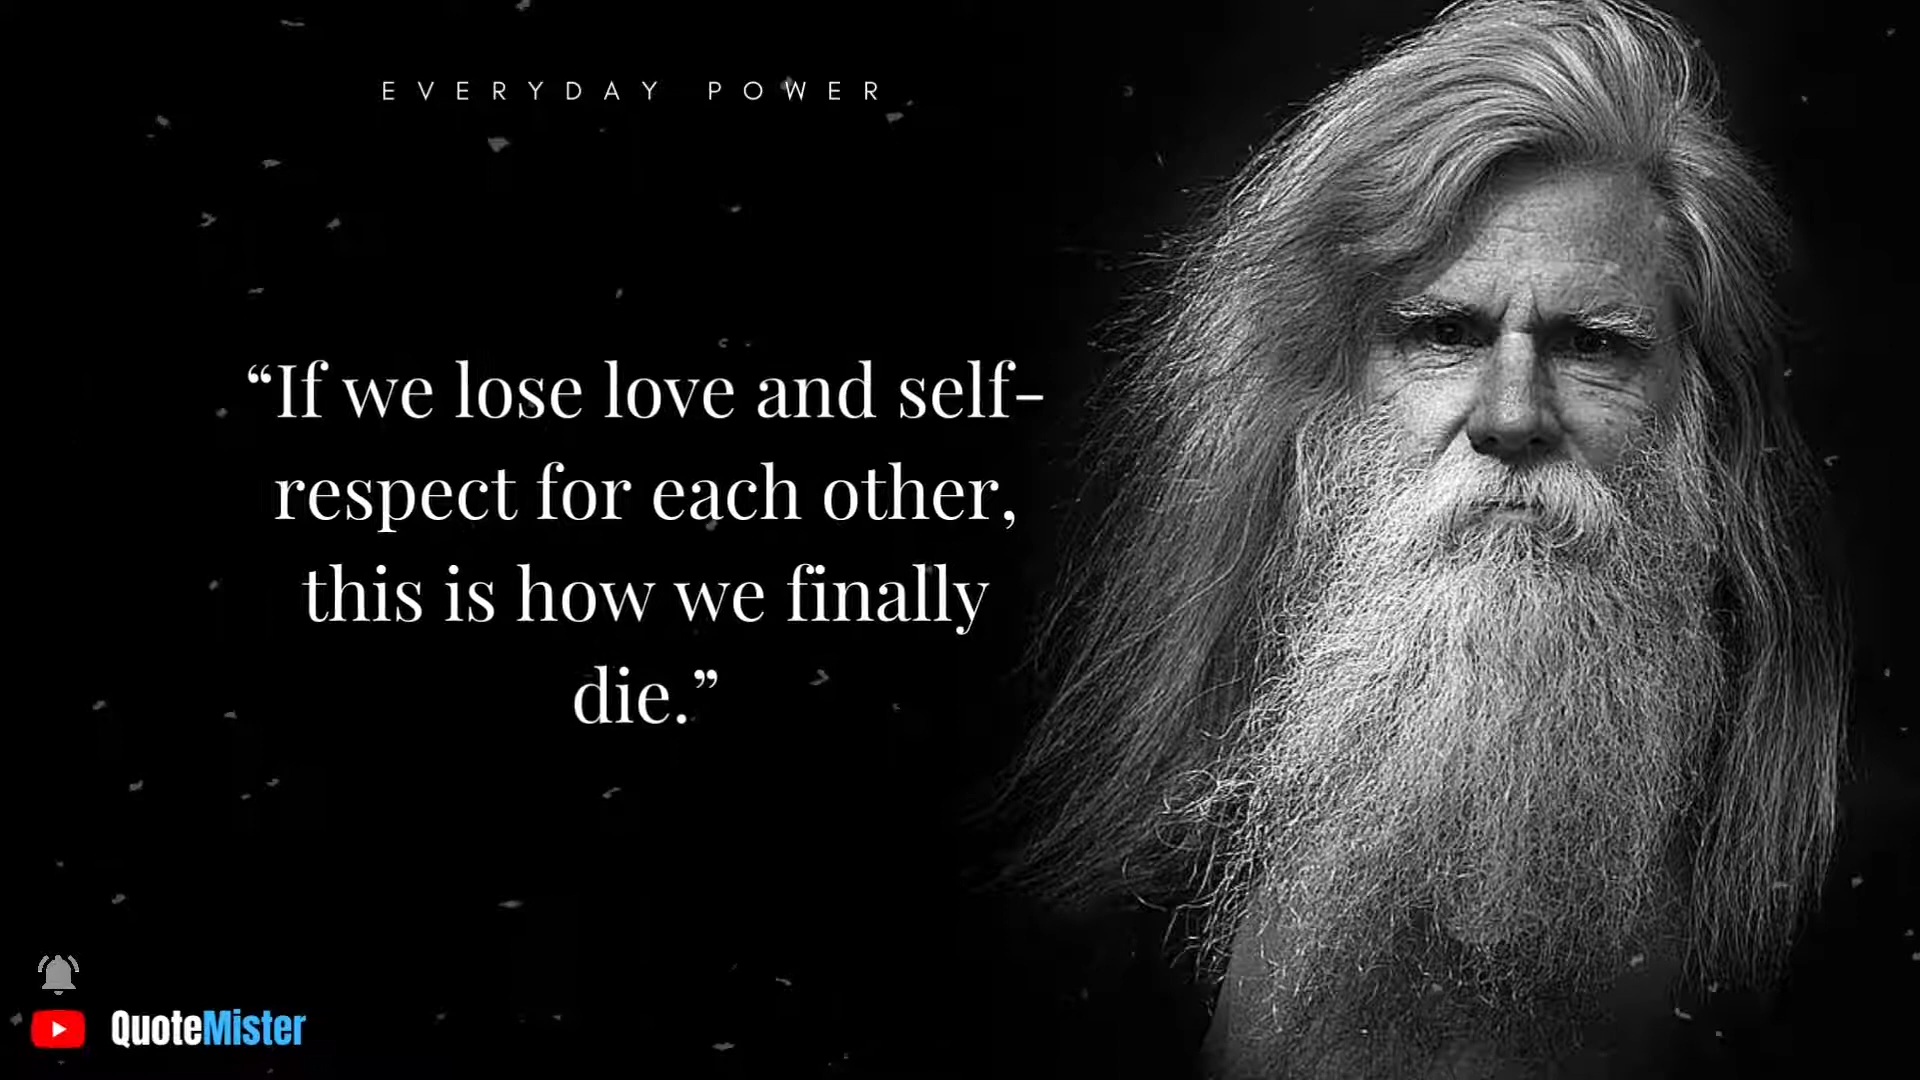 EVERYDAY POWER
“If we lose love and self-
respect for each other,
this is how we finally
die.”
QuoteMister